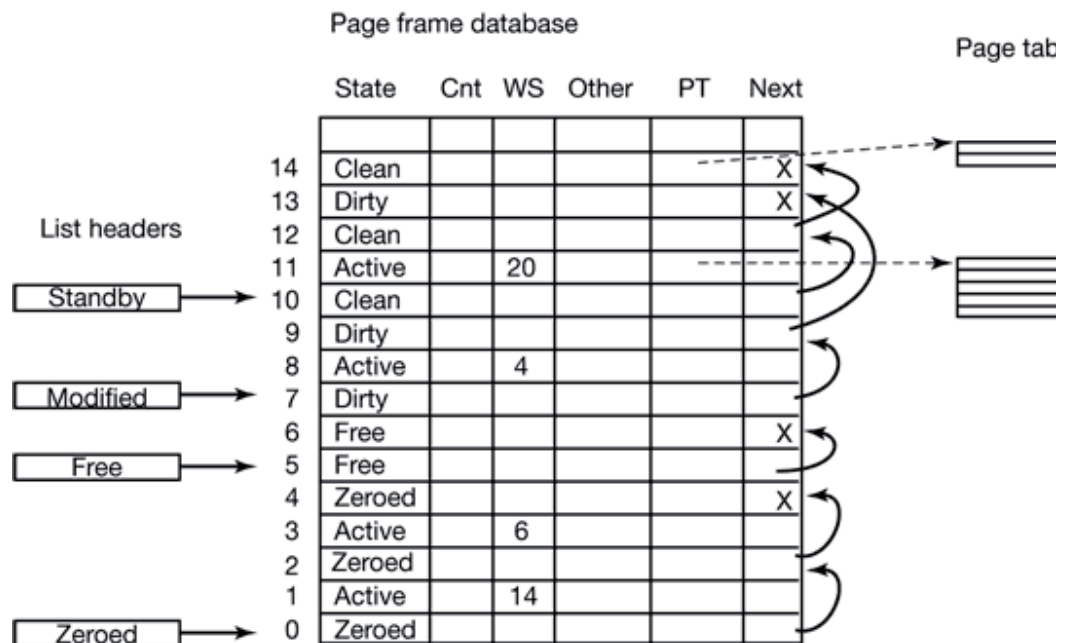 Page frame database
Page tab
State Cnt WS Other PT Next
14 Clean X
13 Dirty X
List headers
12 Clean
11 Active 20
Standby 10 Clean
9 Dirty
8 Active 4
Modified 7 Dirty
6 Free X
Free 5 Free
4 Zeroed X
3 Active 6
2 Zeroed
1 Active 14
Zeroed 0 Zeroed